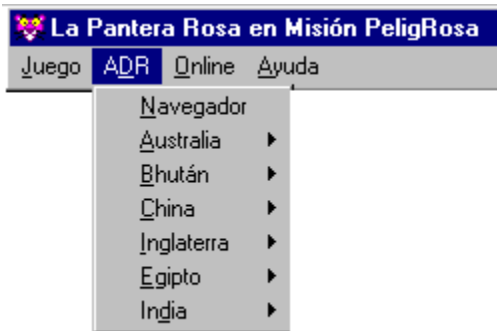 La Pantera Rosa en Misión PeligRosa
Juego ADR Online Ayuda
Navegador
Australia
Bhután
China
Inglaterra
Egipto
India